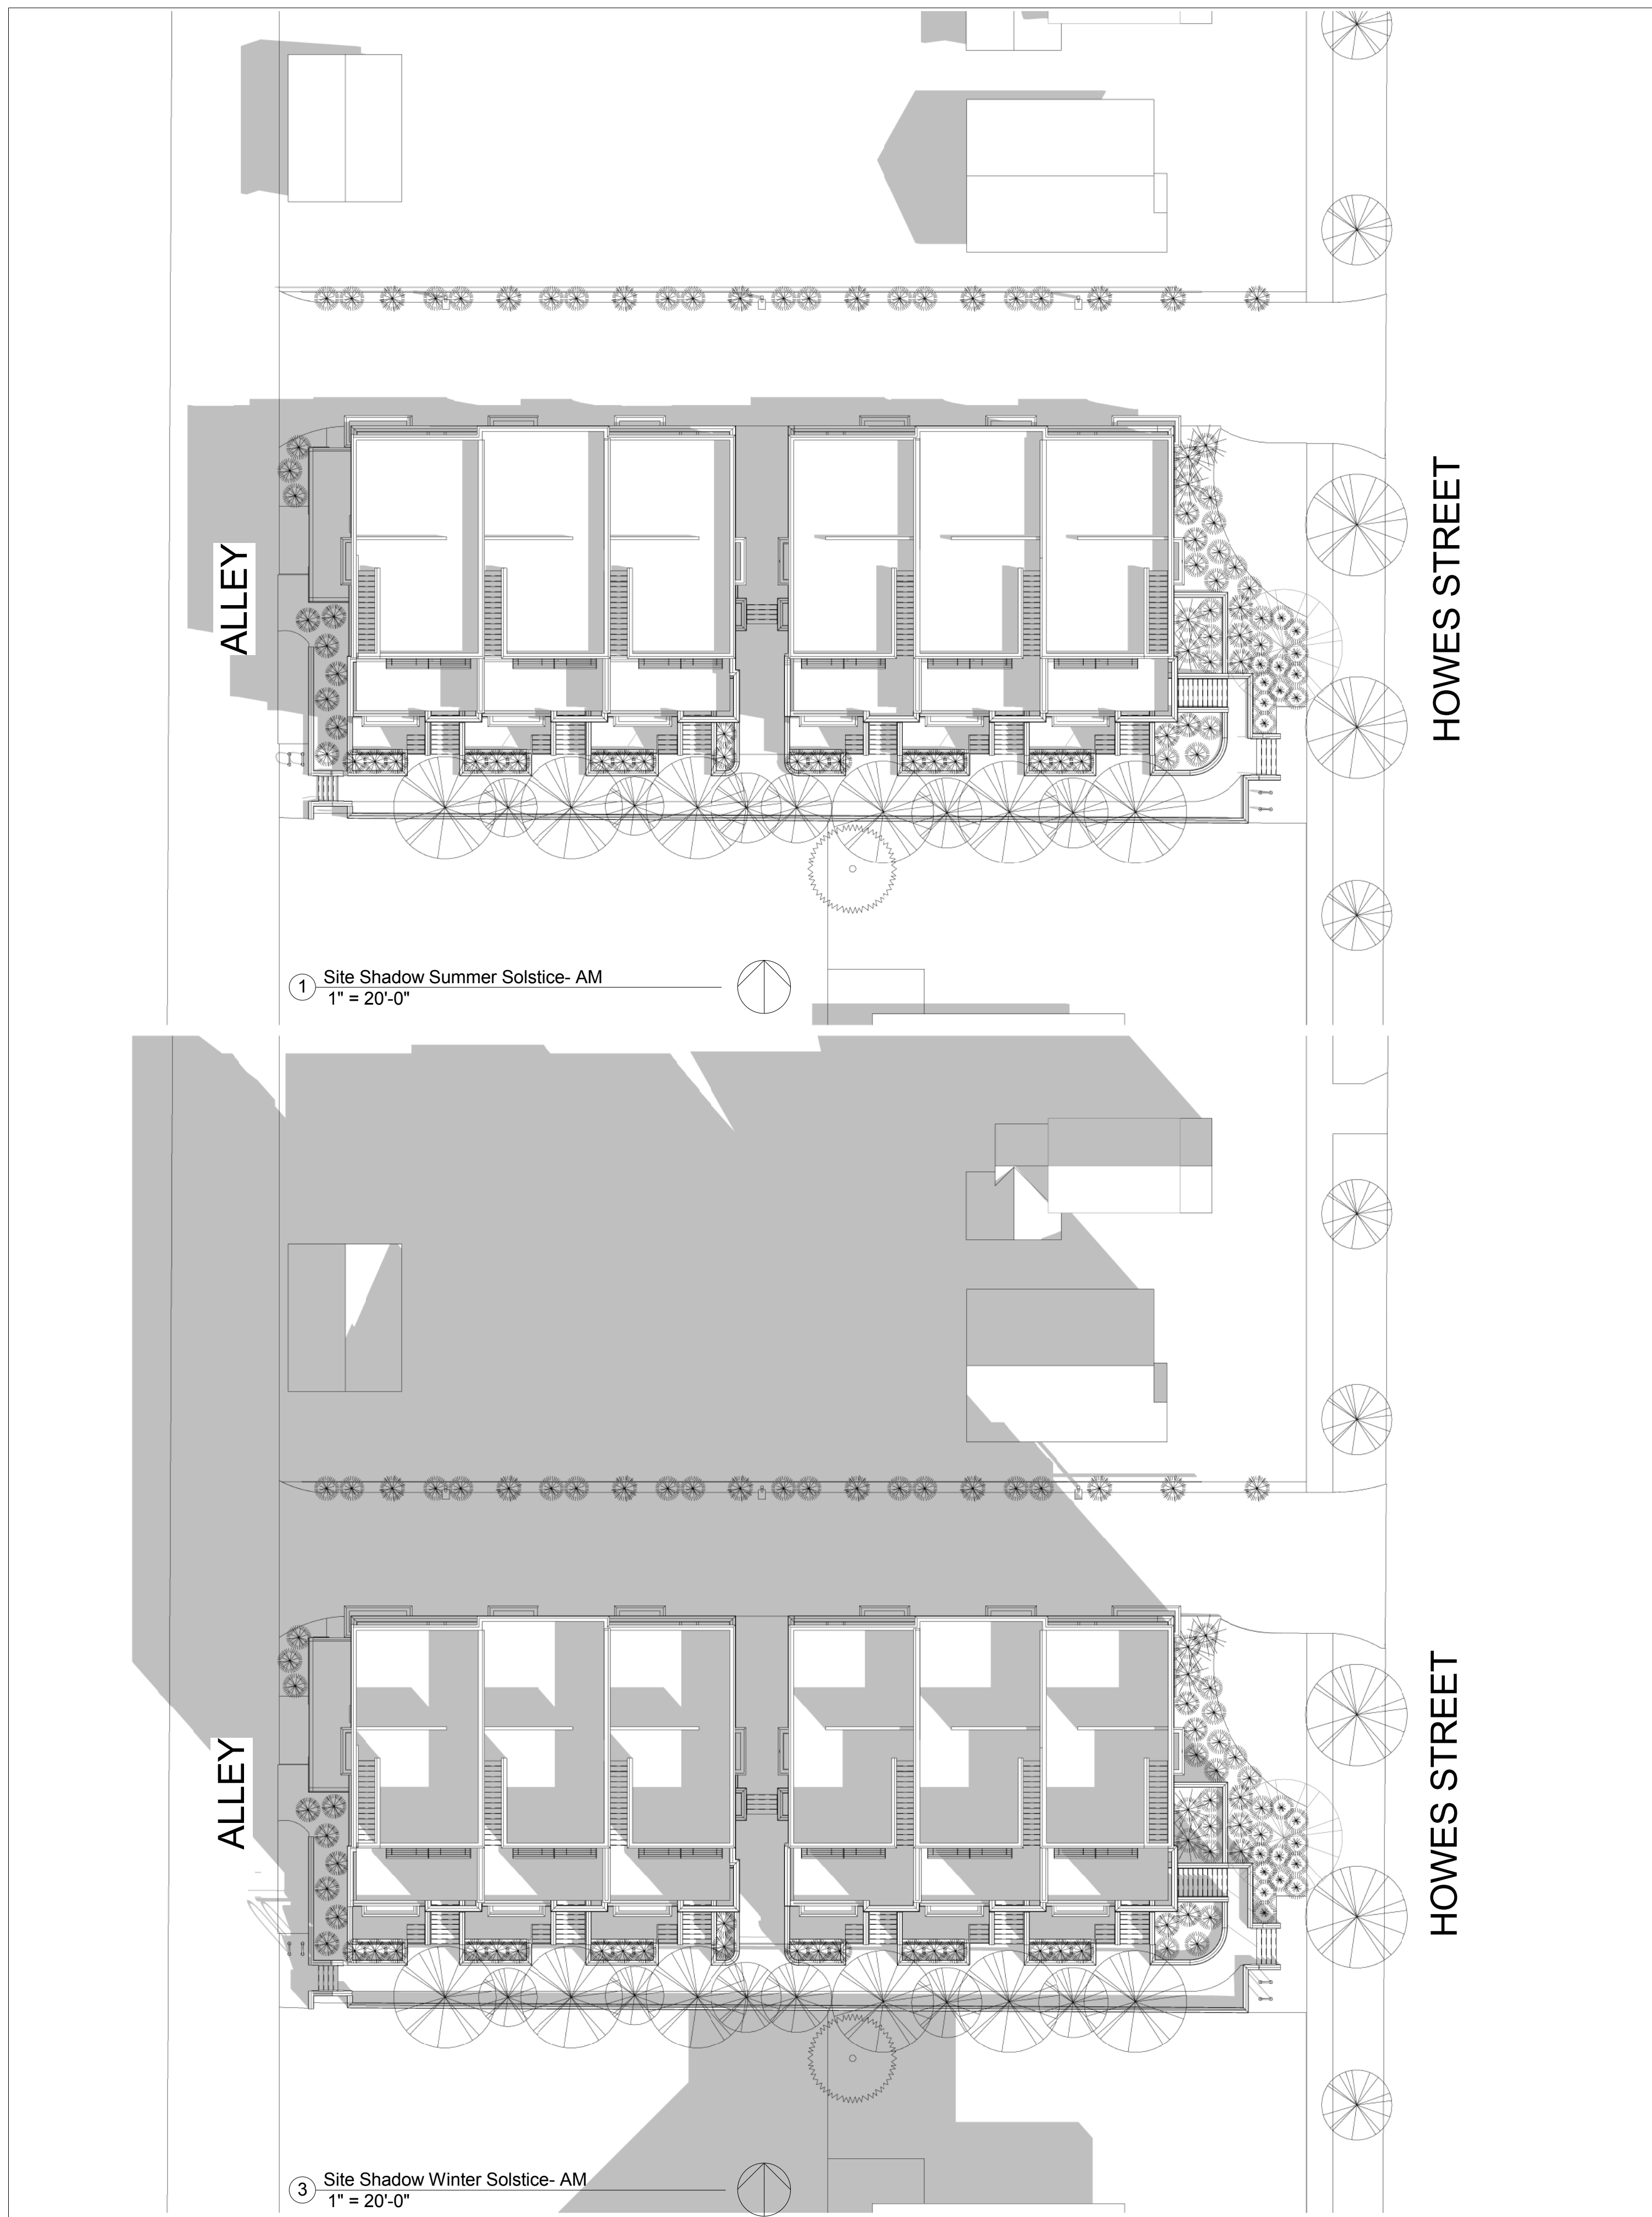 ALLEY
HOWES STREET
1 Site Shadow Summer Solstice- AM
1" = 20'-0"
ALLEY
HOWES STREET
3 Site Shadow Winter Solstice- AM
1" = 20'-0"